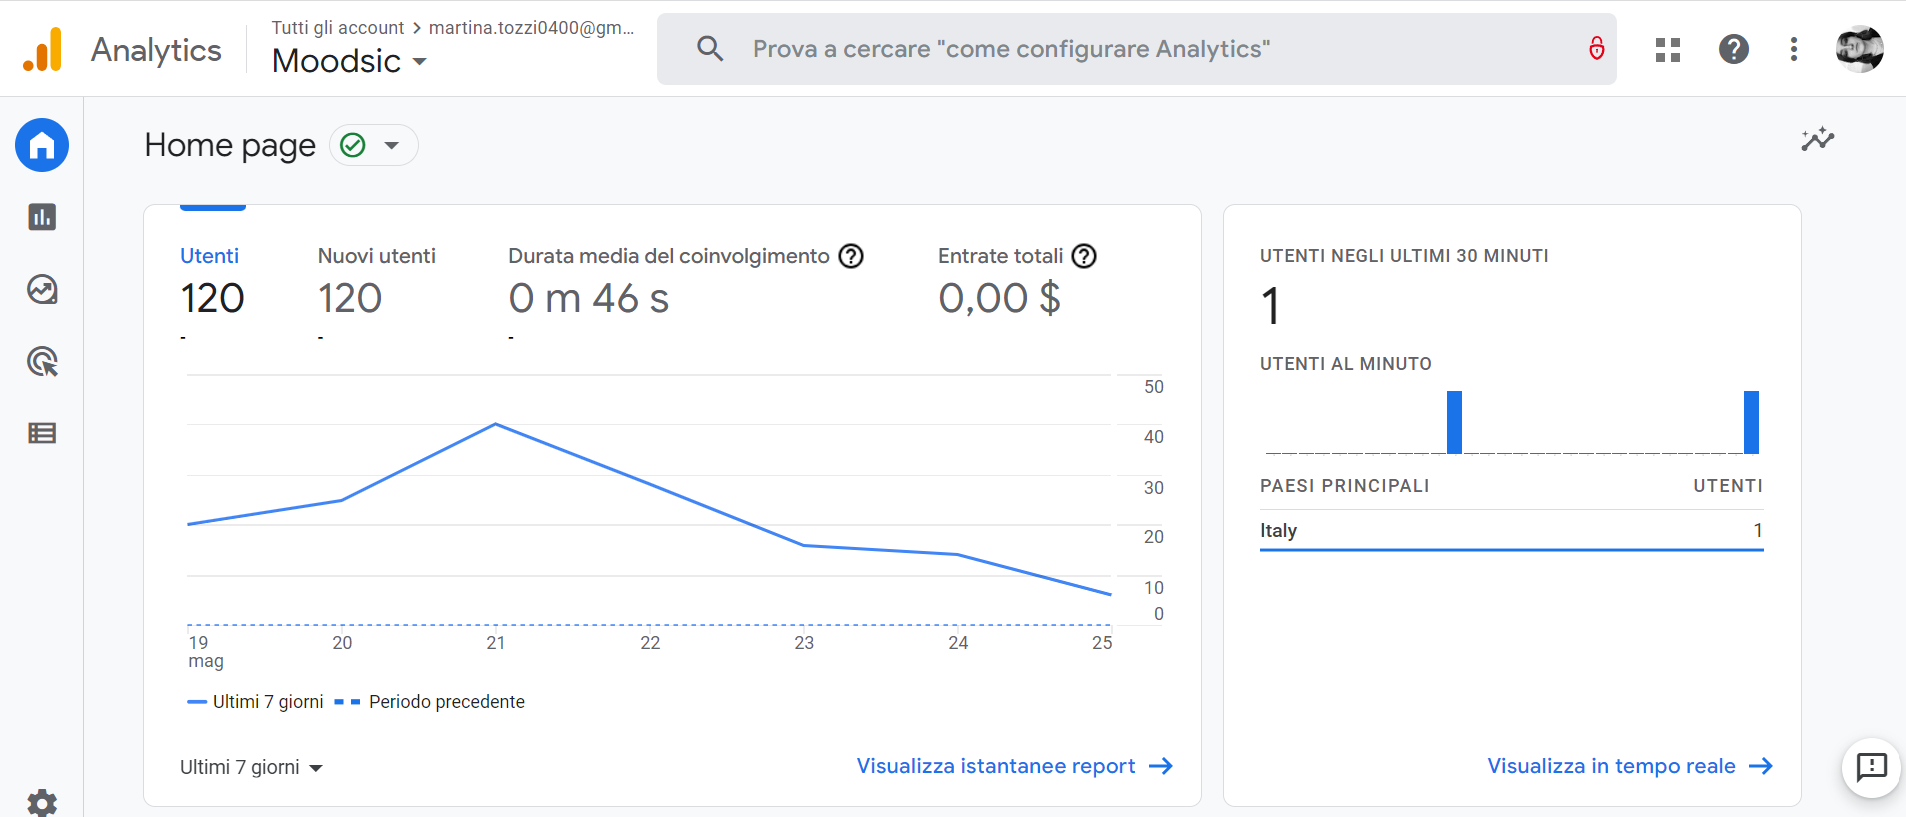 Analytics
Tutti gli account > martina.tozzi0400@gm...
Moodsic
Prova a cercare "come configurare Analytics"
Home page
Utenti
120
-
Nuovi utenti
120
-
Durata media del coinvolgimento
0 m 46 s
-
Entrate totali
0,00 $
50
40
30
20
10
0
19 mag
20
21
22
23
24
25
Ultimi 7 giorni
Periodo precedente
Ultimi 7 giorni
Visualizza istantanee report
UTENTI NEGLI ULTIMI 30 MINUTI
1
UTENTI AL MINUTO
PAESI PRINCIPALI UTENTI
Italy 1
Visualizza in tempo reale